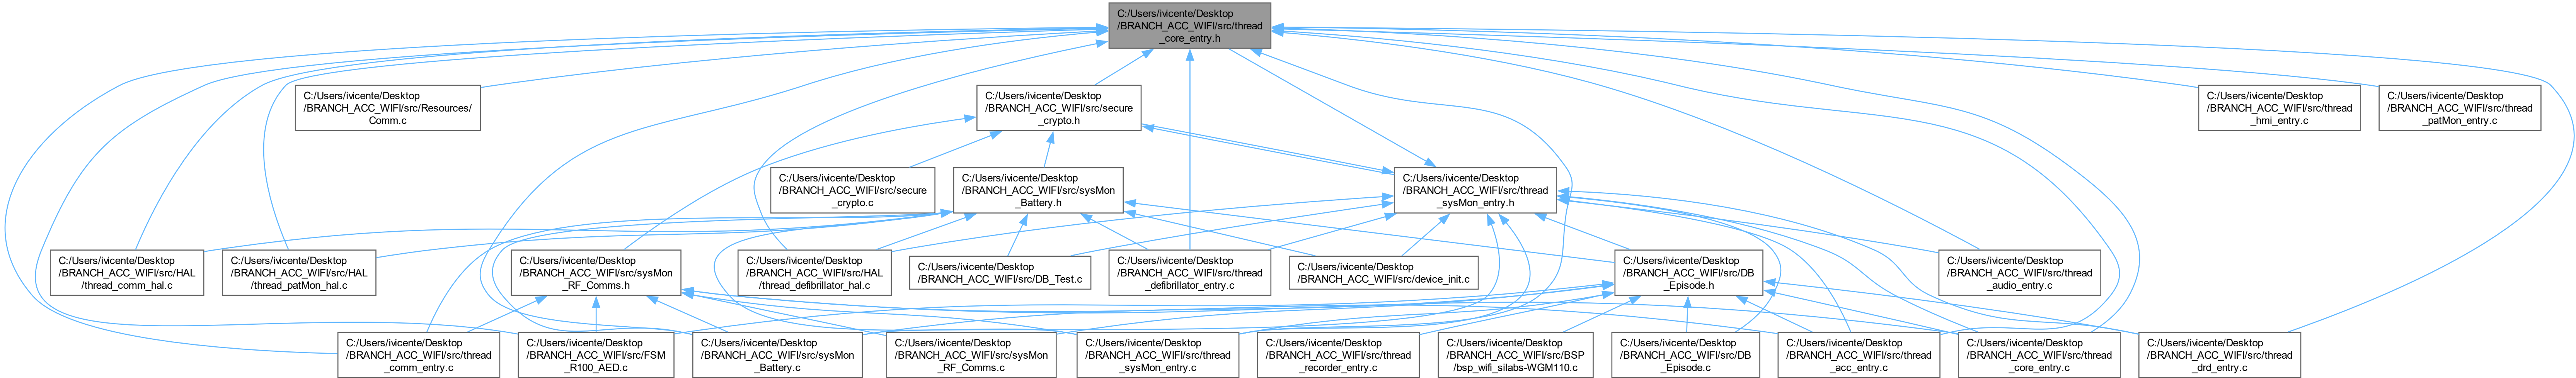 C:/Users/ivicente/Desktop
/BRANCH_ACC_WIFI/src/thread
_core_entry.h
C:/Users/ivicente/Desktop
/BRANCH_ACC_WIFI/src/Resources/
Comm.c
C:/Users/ivicente/Desktop
/BRANCH_ACC_WIFI/src/secure
_crypto.h
C:/Users/ivicente/Desktop
/BRANCH_ACC_WIFI/src/thread
_hmi_entry.c
C:/Users/ivicente/Desktop
/BRANCH_ACC_WIFI/src/thread
_patMon_entry.c
C:/Users/ivicente/Desktop
/BRANCH_ACC_WIFI/src/secure
_crypto.c
C:/Users/ivicente/Desktop
/BRANCH_ACC_WIFI/src/sysMon
_Battery.h
C:/Users/ivicente/Desktop
/BRANCH_ACC_WIFI/src/thread
_sysMon_entry.h
C:/Users/ivicente/Desktop
/BRANCH_ACC_WIFI/src/HAL
/thread_comm_hal.c
C:/Users/ivicente/Desktop
/BRANCH_ACC_WIFI/src/HAL
/thread_patMon_hal.c
C:/Users/ivicente/Desktop
/BRANCH_ACC_WIFI/src/sysMon
_RF_Comms.h
C:/Users/ivicente/Desktop
/BRANCH_ACC_WIFI/src/HAL
/thread_defibrillator_hal.c
C:/Users/ivicente/Desktop
/BRANCH_ACC_WIFI/src/DB_Test.c
C:/Users/ivicente/Desktop
/BRANCH_ACC_WIFI/src/thread
_defibrillator_entry.c
C:/Users/ivicente/Desktop
/BRANCH_ACC_WIFI/src/device_init.c
C:/Users/ivicente/Desktop
/BRANCH_ACC_WIFI/src/DB
_Episode.h
C:/Users/ivicente/Desktop
/BRANCH_ACC_WIFI/src/thread
_audio_entry.c
C:/Users/ivicente/Desktop
/BRANCH_ACC_WIFI/src/thread
_comm_entry.c
C:/Users/ivicente/Desktop
/BRANCH_ACC_WIFI/src/FSM
_R100_AED.c
C:/Users/ivicente/Desktop
/BRANCH_ACC_WIFI/src/sysMon
_Battery.c
C:/Users/ivicente/Desktop
/BRANCH_ACC_WIFI/src/sysMon
_RF_Comms.c
C:/Users/ivicente/Desktop
/BRANCH_ACC_WIFI/src/thread
_sysMon_entry.c
C:/Users/ivicente/Desktop
/BRANCH_ACC_WIFI/src/thread
_recorder_entry.c
C:/Users/ivicente/Desktop
/BRANCH_ACC_WIFI/src/BSP
/bsp_wifi_silabs-WGM110.c
C:/Users/ivicente/Desktop
/BRANCH_ACC_WIFI/src/DB
_Episode.c
C:/Users/ivicente/Desktop
/BRANCH_ACC_WIFI/src/thread
_acc_entry.c
C:/Users/ivicente/Desktop
/BRANCH_ACC_WIFI/src/thread
_core_entry.c
C:/Users/ivicente/Desktop
/BRANCH_ACC_WIFI/src/thread
_drd_entry.c